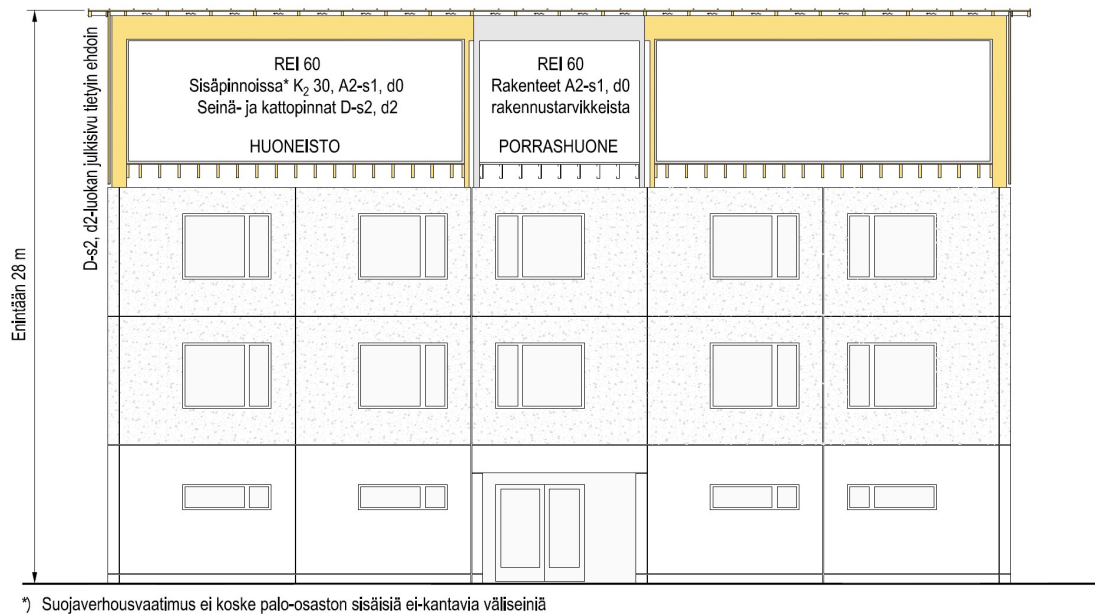 REI 60
Sisäpinnoissa* K₂ 30, A2-s1, d0
Seinä- ja kattopinnat D-s2, d2
HUONEISTO
REI 60
Rakenteet A2-s1, d0
rakennustarvikkeista
PORRASHUONE
D-s2, d2-luokan julkisivu tietyin ehdoin
Enintään 28 m
*) Suojaverhousvaatimus ei koske palo-osaston sisäisiä ei-kantavia väliseiniä